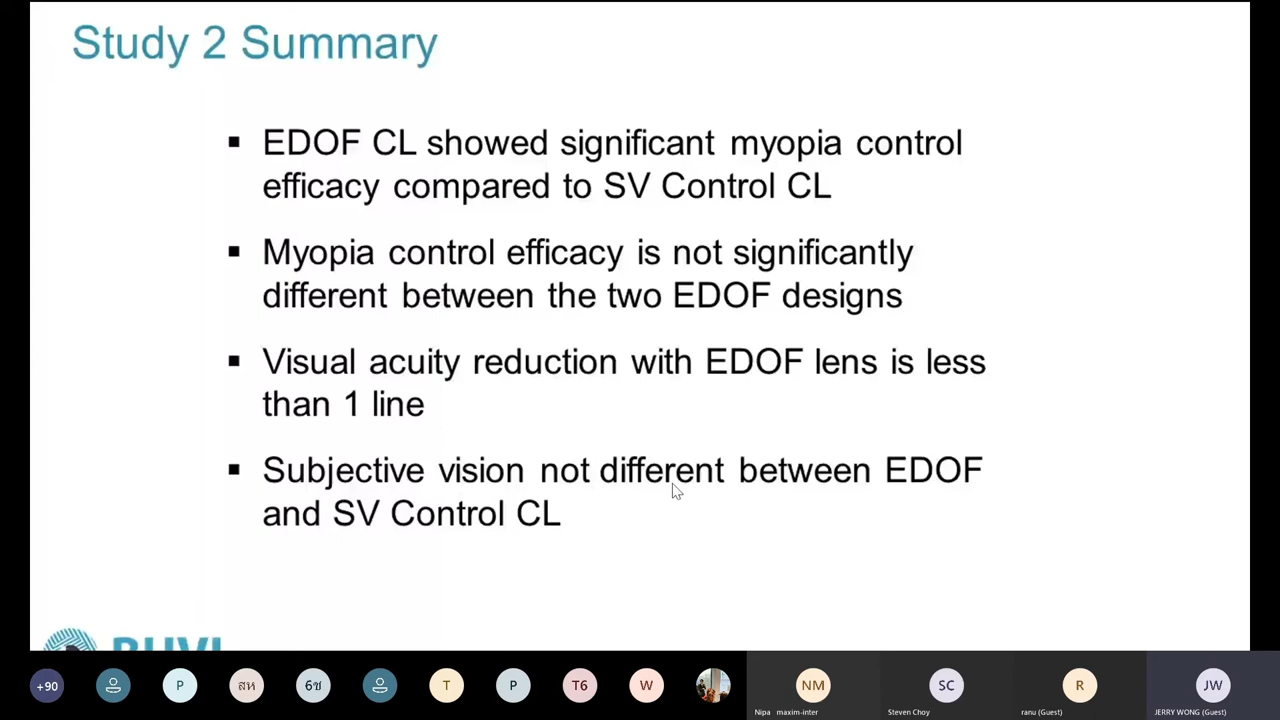 Study 2 Summary
▪ EDOF CL showed significant myopia control
efficacy compared to SV Control CL
▪ Myopia control efficacy is not significantly
different between the two EDOF designs
▪ Visual acuity reduction with EDOF lens is less
than 1 line
▪ Subjective vision not different between EDOF
and SV Control CL
BHVI
+90
P
สห
6ช
T
P
T6
W
NM
SC
R
JW
Nipa maxim-inter
Steven Choy
ranu (Guest)
JERRY WONG (Guest)